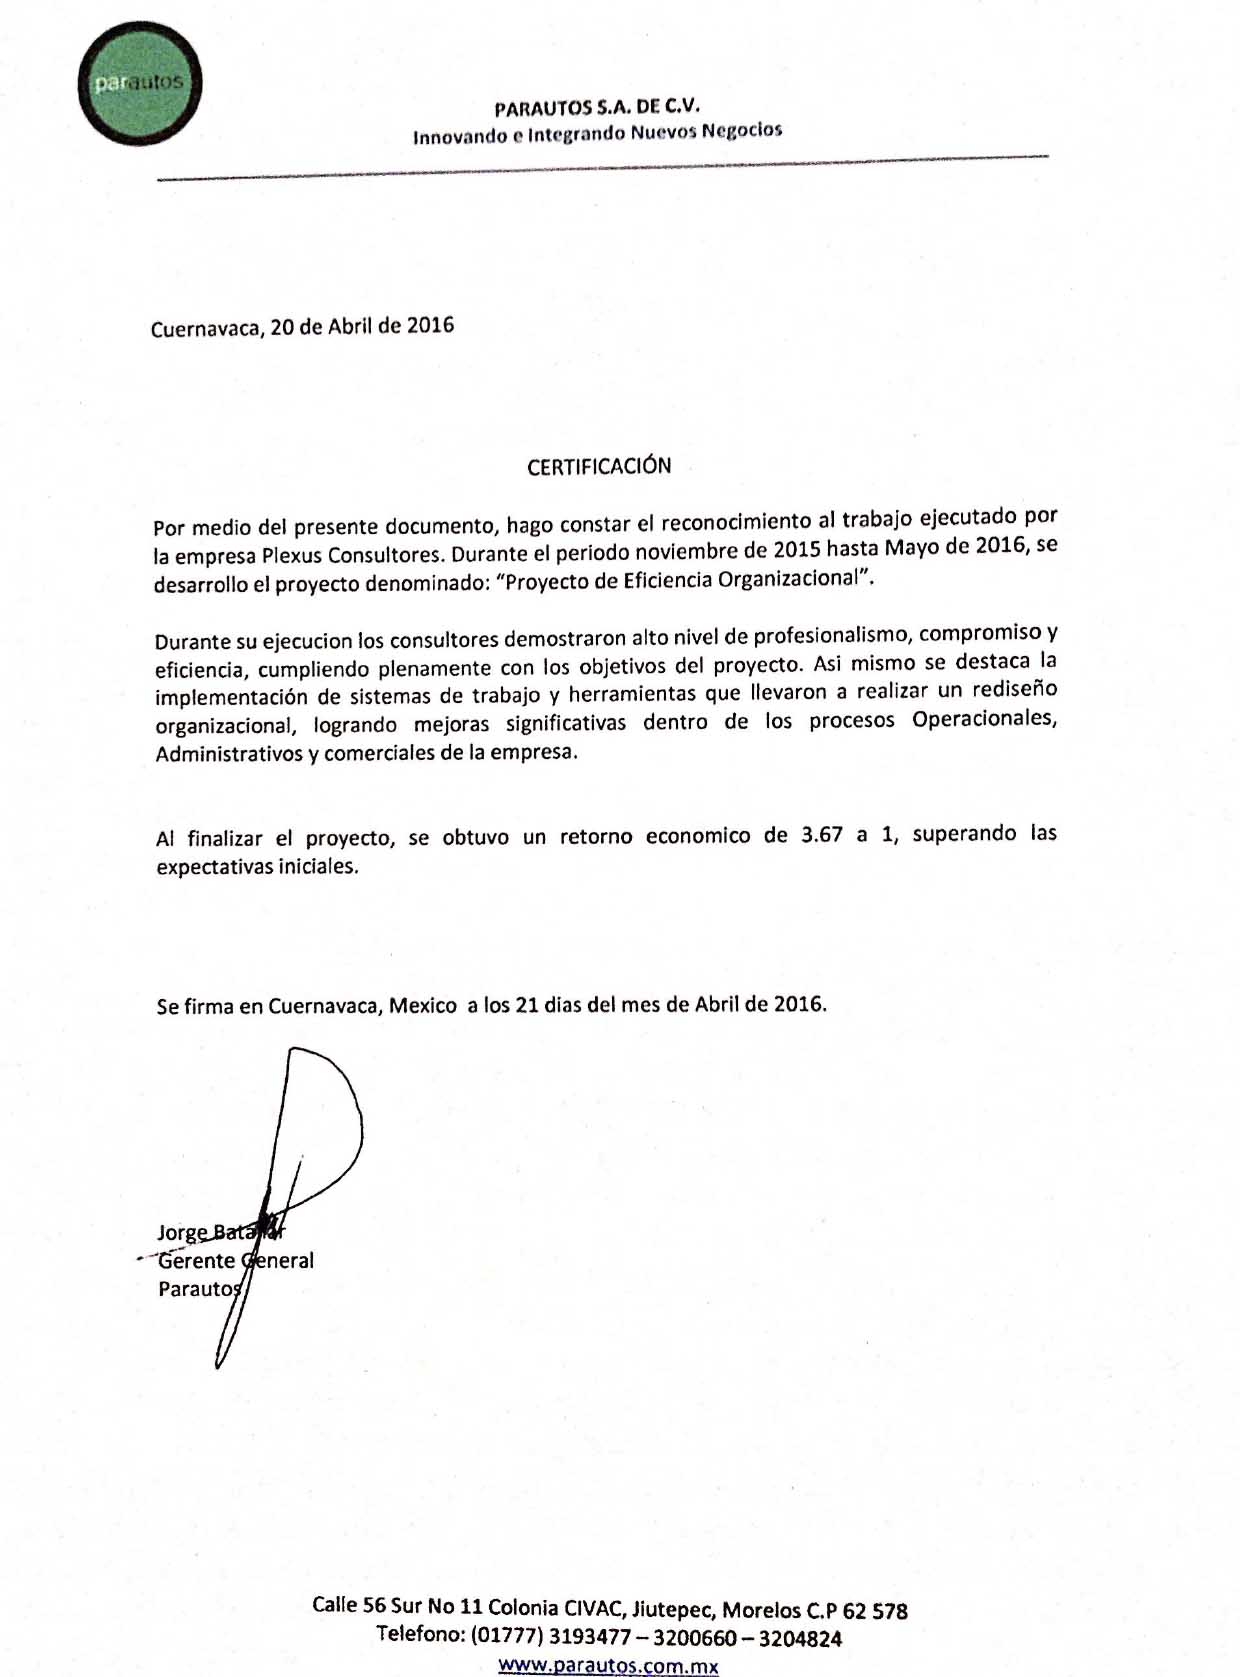 parautos
PARAUTOS S.A. DE C.V.
Innovando e Integrando Nuevos Negocios
Cuernavaca, 20 de Abril de 2016
CERTIFICACIÓN
Por medio del presente documento, hago constar el reconocimiento al trabajo ejecutado por
la empresa Plexus Consultores. Durante el periodo noviembre de 2015 hasta Mayo de 2016, se
desarrollo el proyecto denominado: “Proyecto de Eficiencia Organizacional”.
Durante su ejecucion los consultores demostraron alto nivel de profesionalismo, compromiso y
eficiencia, cumpliendo plenamente con los objetivos del proyecto. Asi mismo se destaca la
implementación de sistemas de trabajo y herramientas que llevaron a realizar un rediseño
organizacional, logrando mejoras significativas dentro de los procesos Operacionales,
Administrativos y comerciales de la empresa.
Al finalizar el proyecto, se obtuvo un retorno economico de 3.67 a 1, superando las
expectativas iniciales.
Se firma en Cuernavaca, Mexico a los 21 dias del mes de Abril de 2016.
Jorge
Gerente General
Parautos
Calle 56 Sur No 11 Colonia CIVAC, Jiutepec, Morelos C.P 62 578
Telefono: (01777) 3193477 – 3200660 – 3204824
www.parautos.com.mx